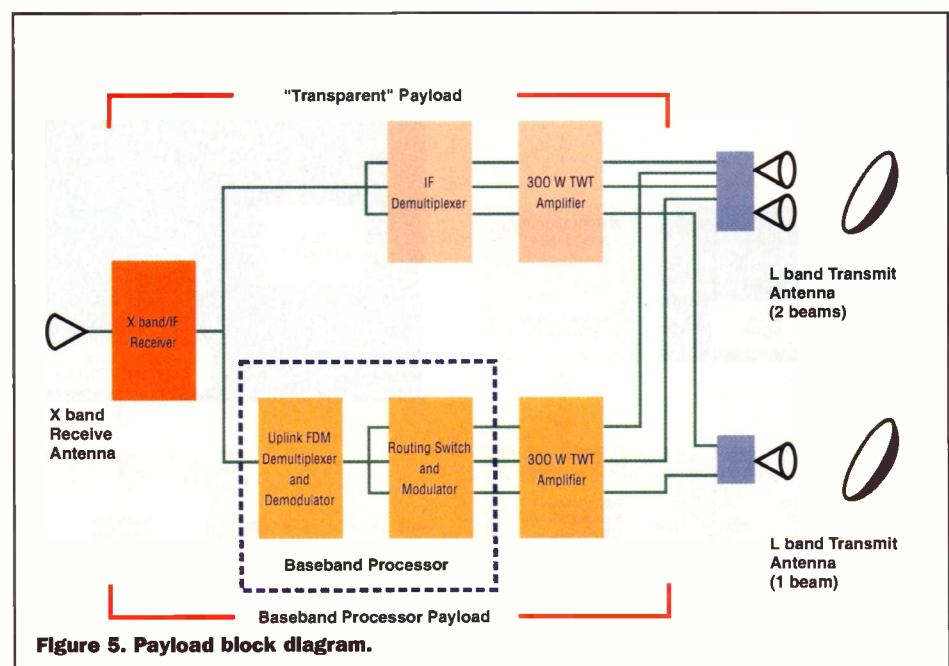 "Transparent" Payload
IF
Demultiplexer
300 W TWT
Amplifier
L band Transmit
Antenna
(2 beams)
X band/IF
Receiver
X band
Receive
Antenna
Uplink FDM
Demultiplexer
and
Demodulator
Routing Switch
and
Modulator
300 W TWT
Amplifier
Baseband Processor
L band Transmit
Antenna
(1 beam)
Baseband Processor Payload
Figure 5. Payload block diagram.